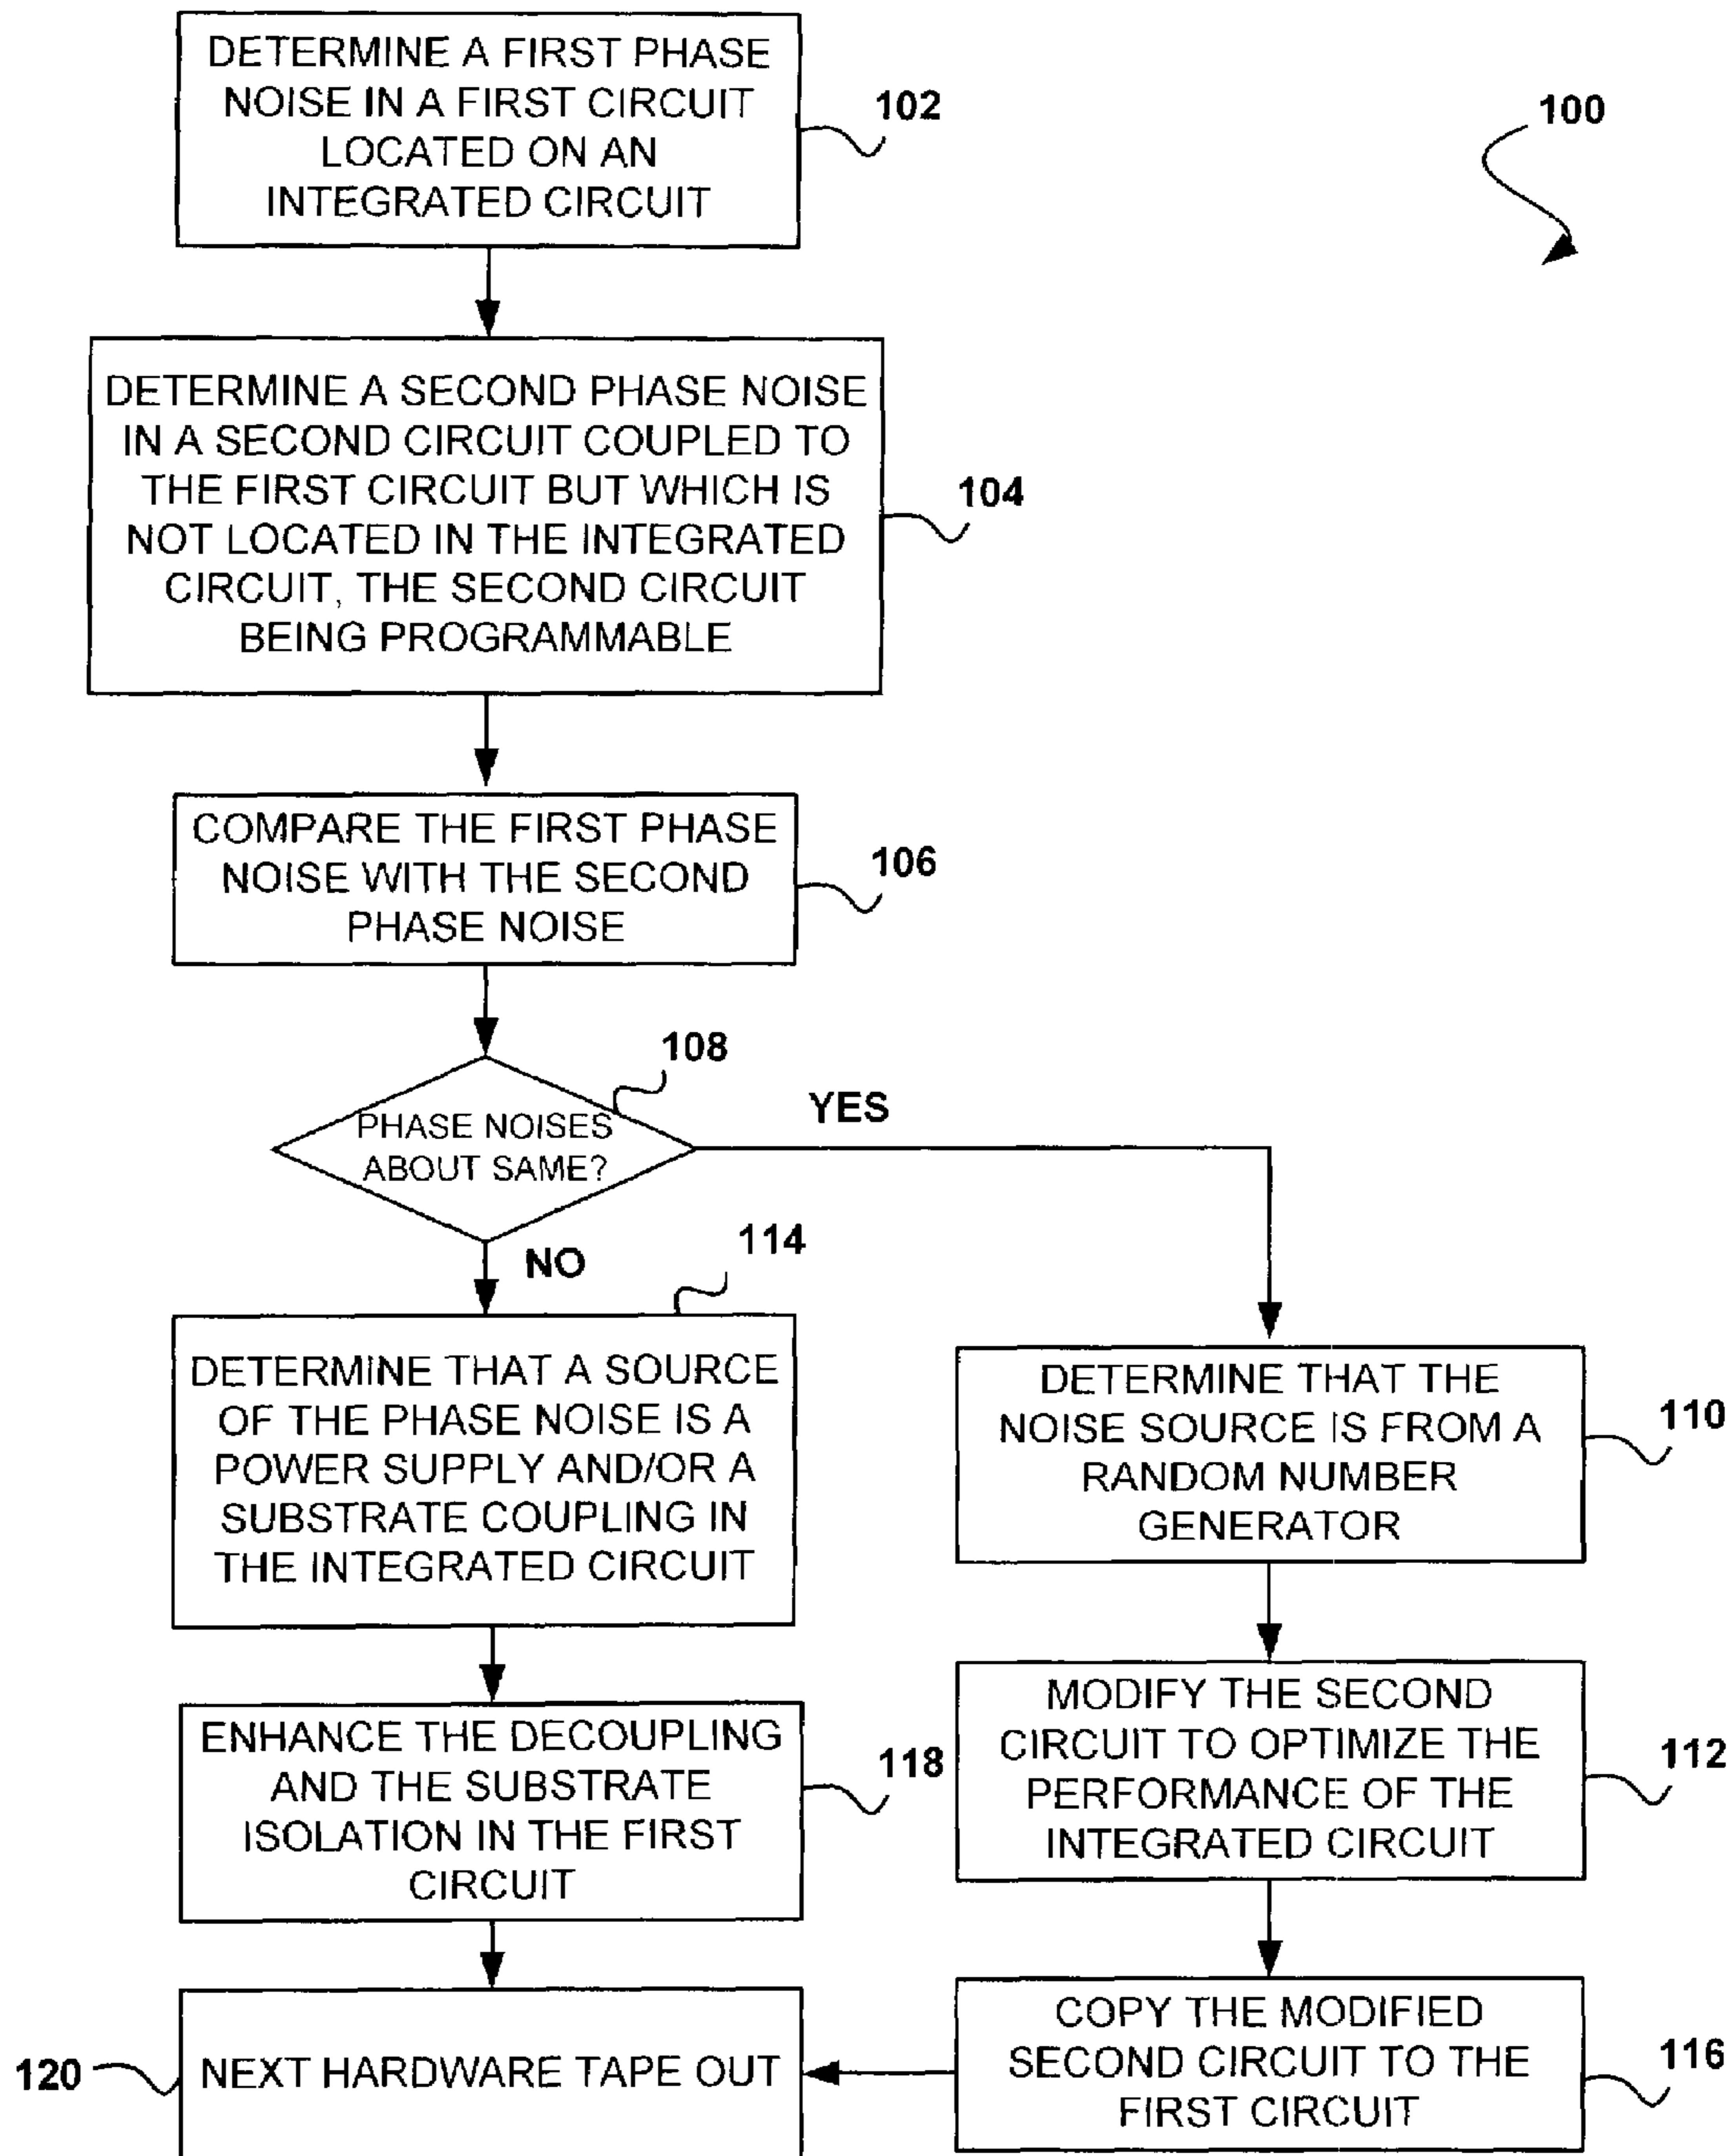 DETERMINE A FIRST PHASE
NOISE IN A FIRST CIRCUIT
LOCATED ON AN
INTEGRATED CIRCUIT
102
100
DETERMINE A SECOND PHASE NOISE
IN A SECOND CIRCUIT COUPLED TO
THE FIRST CIRCUIT BUT WHICH IS
NOT LOCATED IN THE INTEGRATED
CIRCUIT, THE SECOND CIRCUIT
BEING PROGRAMMABLE
104
COMPARE THE FIRST PHASE
NOISE WITH THE SECOND
PHASE NOISE
106
108
PHASE NOISES
ABOUT SAME?
YES
NO
114
DETERMINE THAT A SOURCE
OF THE PHASE NOISE IS A
POWER SUPPLY AND/OR A
SUBSTRATE COUPLING IN
THE INTEGRATED CIRCUIT
DETERMINE THAT THE
NOISE SOURCE IS FROM A
RANDOM NUMBER
GENERATOR
110
ENHANCE THE DECOUPLING
AND THE SUBSTRATE
ISOLATION IN THE FIRST
CIRCUIT
118
MODIFY THE SECOND
CIRCUIT TO OPTIMIZE THE
PERFORMANCE OF THE
INTEGRATED CIRCUIT
112
120
NEXT HARDWARE TAPE OUT
COPY THE MODIFIED
SECOND CIRCUIT TO THE
FIRST CIRCUIT
116